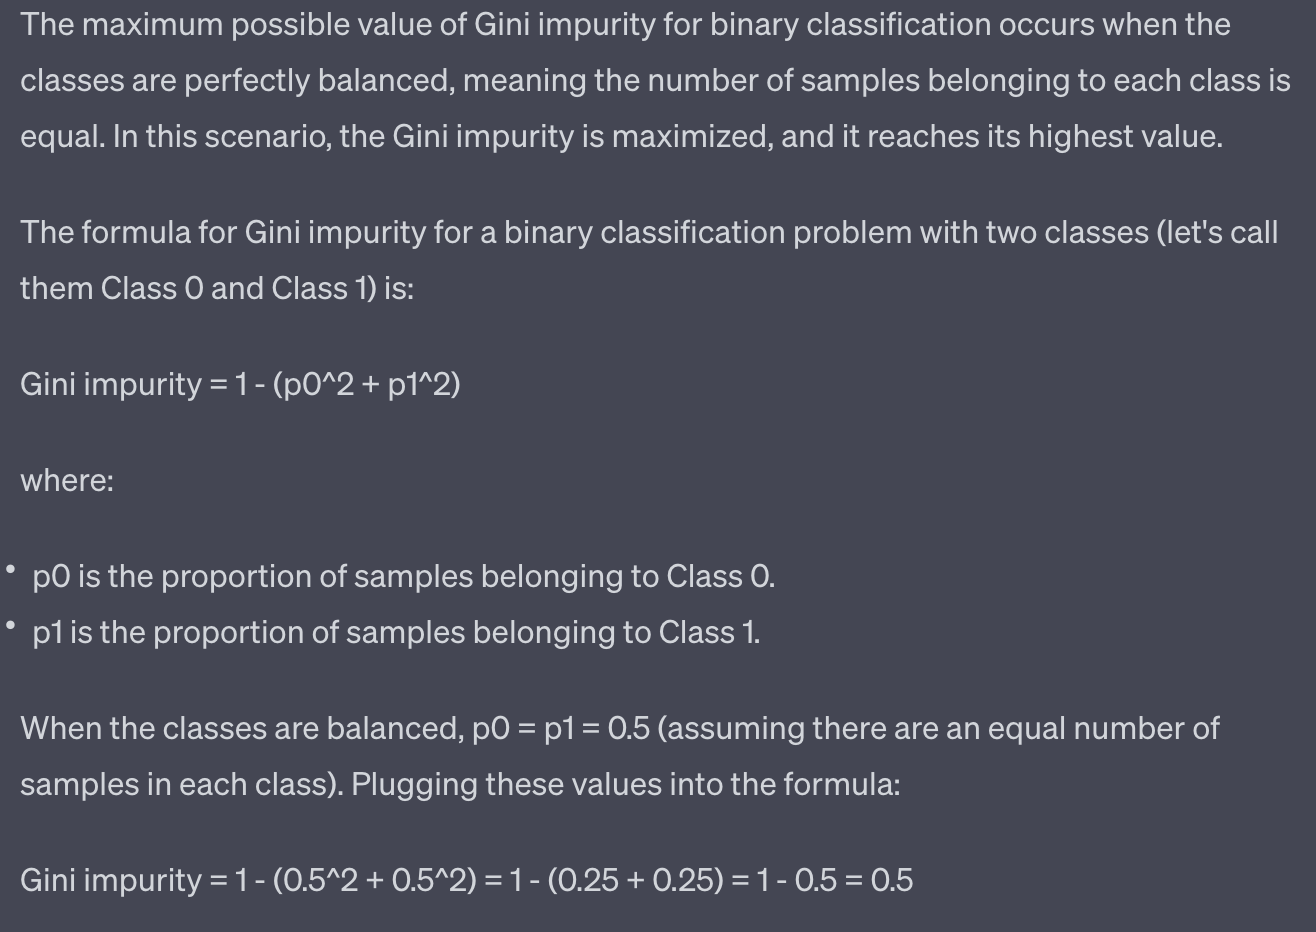 The maximum possible value of Gini impurity for binary classification occurs when the
classes are perfectly balanced, meaning the number of samples belonging to each class is
equal. In this scenario, the Gini impurity is maximized, and it reaches its highest value.
The formula for Gini impurity for a binary classification problem with two classes (let's call
them Class 0 and Class 1) is:
Gini impurity = 1 - (p0^2 + p1^2)
where:
• p0 is the proportion of samples belonging to Class 0.
• p1 is the proportion of samples belonging to Class 1.
When the classes are balanced, p0 = p1 = 0.5 (assuming there are an equal number of
samples in each class). Plugging these values into the formula:
Gini impurity = 1 - (0.5^2 + 0.5^2) = 1 - (0.25 + 0.25) = 1 - 0.5 = 0.5